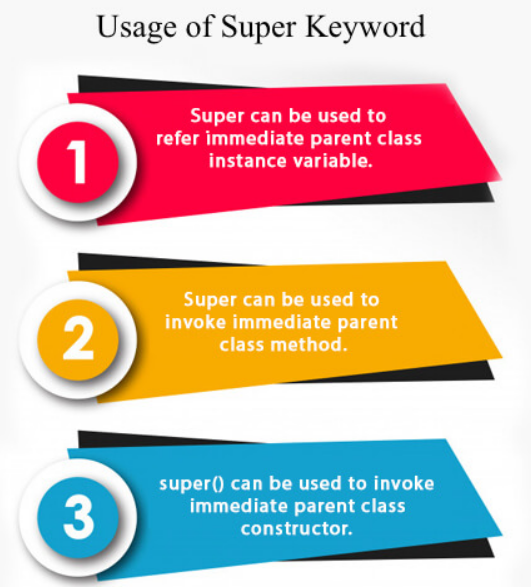 Usage of Super Keyword
1
Super can be used to
refer immediate parent class
instance variable.
2
Super can be used to
invoke immediate parent
class method.
3
super() can be used to invoke
immediate parent class
constructor.